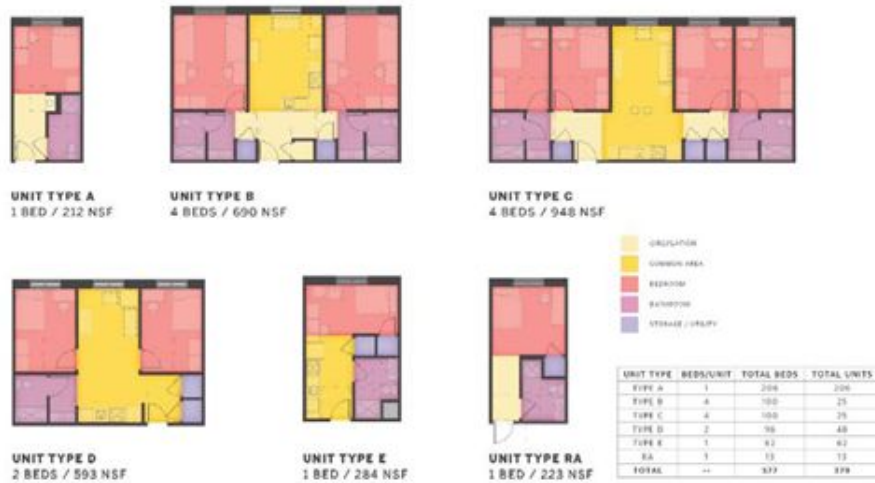 UNIT TYPE A
1 BED / 212 NSF
UNIT TYPE B
4 BEDS / 690 NSF
UNIT TYPE C
4 BEDS / 948 NSF
CIRCULATION
COMMON AREA
BEDROOM
BATHROOM
STORAGE / UTILITY
UNIT TYPE D
2 BEDS / 593 NSF
UNIT TYPE E
1 BED / 284 NSF
UNIT TYPE RA
1 BED / 223 NSF
UNIT TYPE BEDS/UNIT TOTAL BEDS TOTAL UNITS
TYPE A 1 206 206
TYPE B 4 100 25
TYPE C 4 100 25
TYPE D 2 96 48
TYPE E 1 62 62
RA 1 13 13
TOTAL -- 577 379